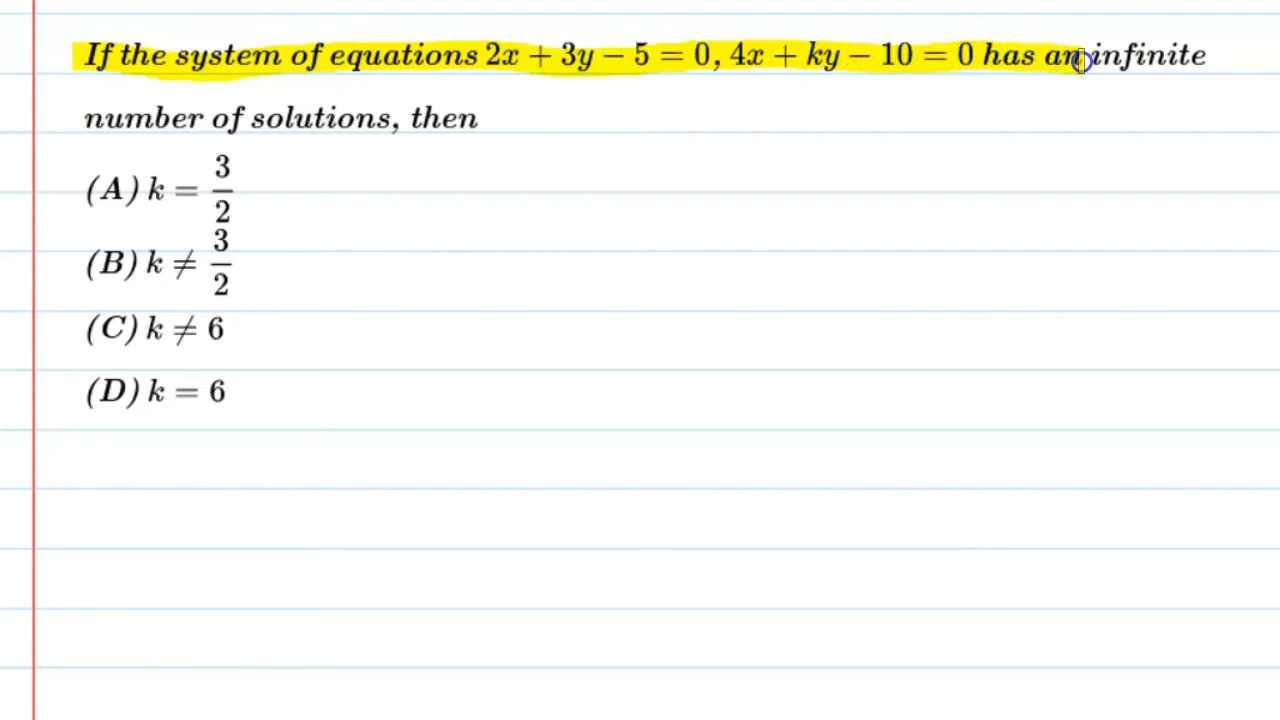 If the system of equations 2x + 3y − 5 = 0, 4x + ky − 10 = 0 has an infinite
number of solutions, then
(A) k = 3/2
(B) k ≠ 3/2
(C) k ≠ 6
(D) k = 6